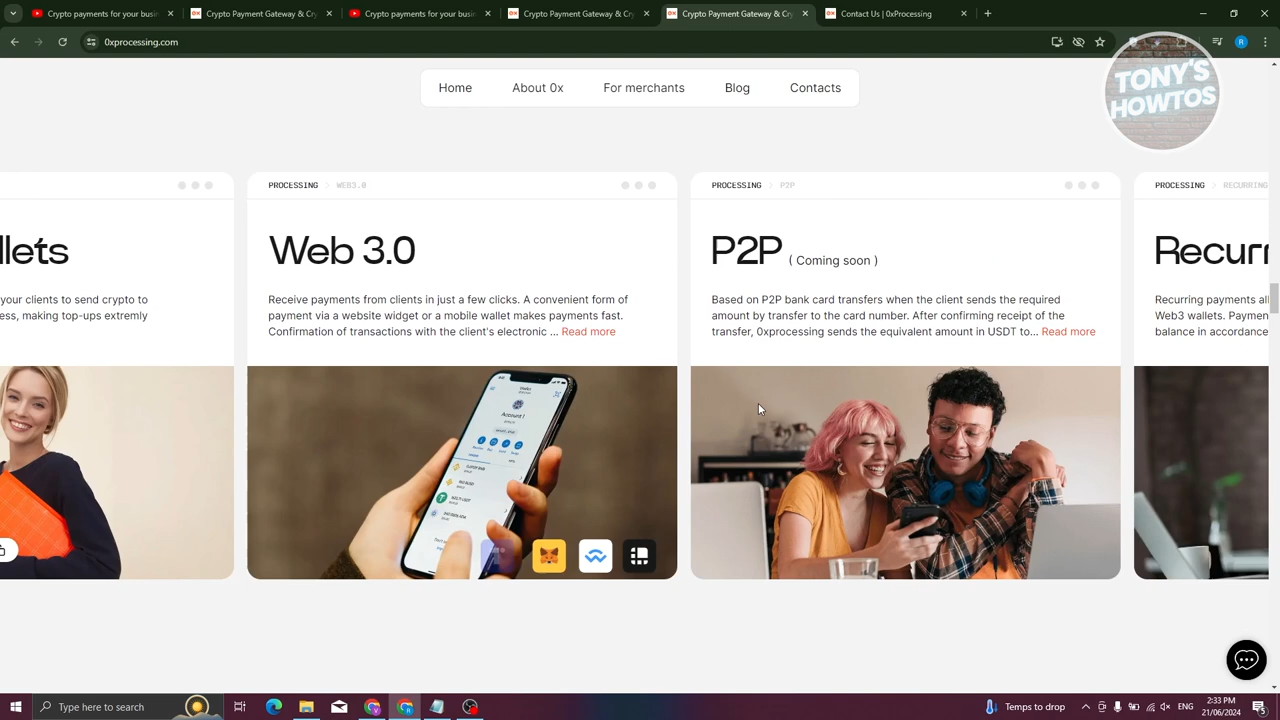 Crypto payments for your busin
Crypto Payment Gateway & Cr
Crypto payments for your busin
Crypto Payment Gateway & Cr
Crypto Payment Gateway & Cr
Contact Us | 0xProcessing
0xprocessing.com
R
TONY'S
HOWTOS
Home
About 0x
For merchants
Blog
Contacts
PROCESSING > WEB3.0
PROCESSING > P2P
PROCESSING > RECURRING
llets
Web 3.0
P2P ( Coming soon )
Recurr
your clients to send crypto to
ess, making top-ups extremly
Receive payments from clients in just a few clicks. A convenient form of
payment via a website widget or a mobile wallet makes payments fast.
Confirmation of transactions with the client's electronic ... Read more
Based on P2P bank card transfers when the client sends the required
amount by transfer to the card number. After confirming receipt of the
transfer, 0xprocessing sends the equivalent amount in USDT to... Read more
Recurring payments all
Web3 wallets. Paymen
balance in accordance
Account 1
Type here to search
Temps to drop
2:33 PM
21/06/2024